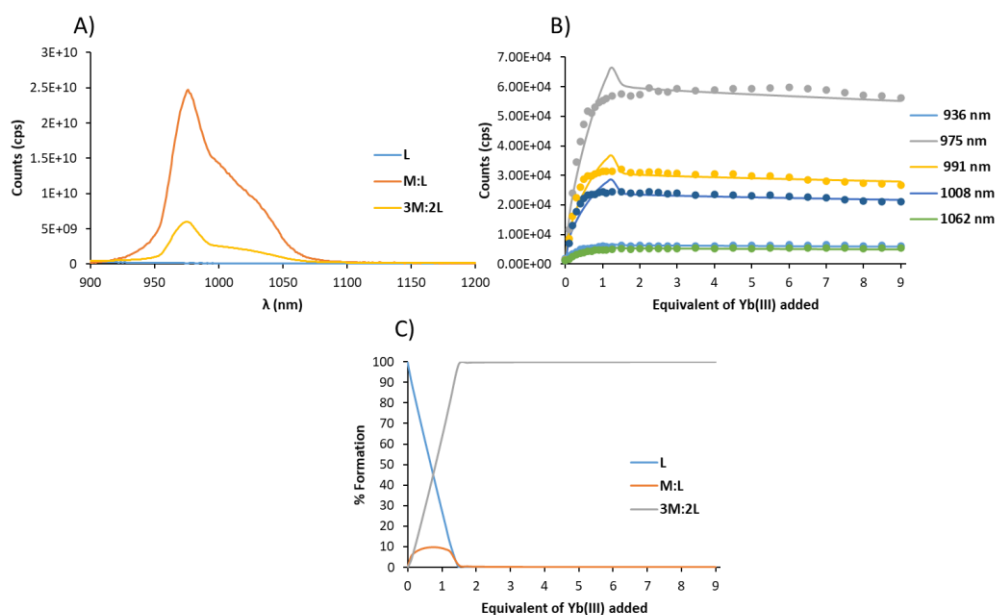 A)
3E+10
2.5E+10
2E+10
1.5E+10
1E+10
5E+09
0
Counts (cps)
900 950 1000 1050 1100 1150 1200
λ (nm)
L
M:L
3M:2L
B)
7.00E+04
6.00E+04
5.00E+04
4.00E+04
3.00E+04
2.00E+04
1.00E+04
0.00E+00
Counts (cps)
0 1 2 3 4 5 6 7 8 9
Equivalent of Yb(III) added
936 nm
975 nm
991 nm
1008 nm
1062 nm
C)
100
90
80
70
60
50
40
30
20
10
0
% Formation
0 1 2 3 4 5 6 7 8 9
Equivalent of Yb(III) added
L
M:L
3M:2L